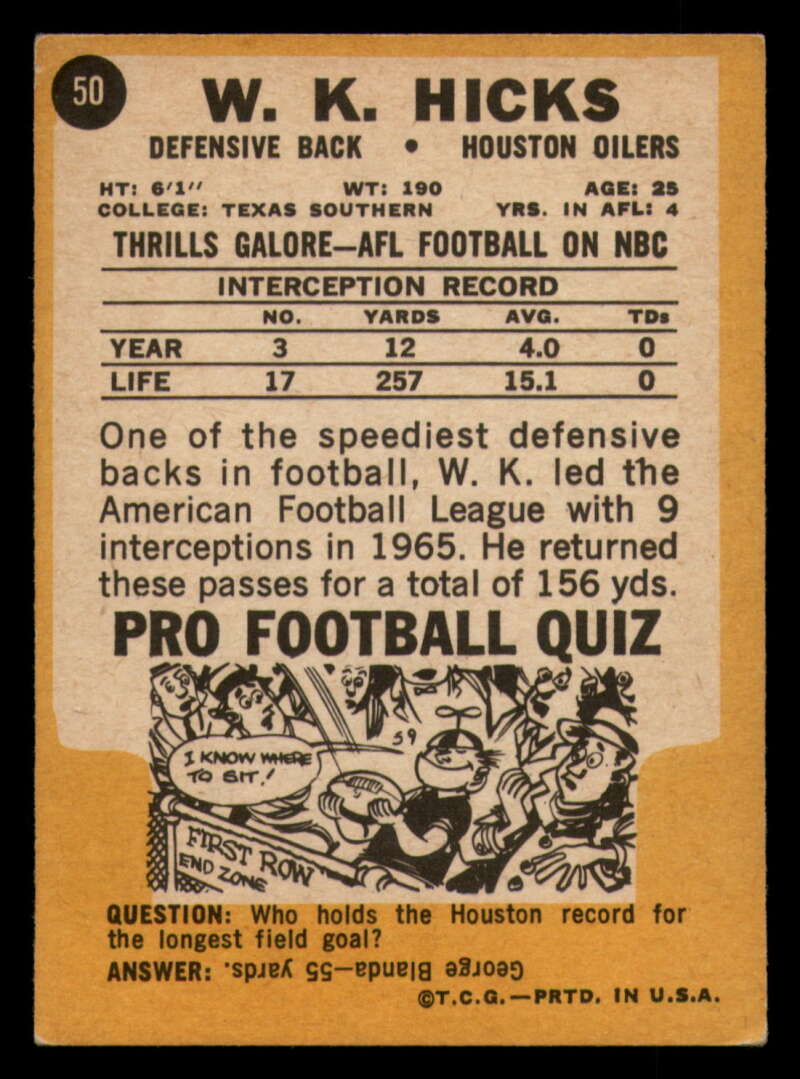 50
W. K. HICKS
DEFENSIVE BACK • HOUSTON OILERS
HT: 6'1" WT: 190 AGE: 25
COLLEGE: TEXAS SOUTHERN YRS. IN AFL: 4
THRILLS GALORE—AFL FOOTBALL ON NBC
INTERCEPTION RECORD
NO. YARDS AVG. TDs
YEAR 3 12 4.0 0
LIFE 17 257 15.1 0
One of the speediest defensive
backs in football, W. K. led the
American Football League with 9
interceptions in 1965. He returned
these passes for a total of 156 yds.
PRO FOOTBALL QUIZ
59
I KNOW WHERE
TO SIT!
FIRST ROW
END ZONE
QUESTION: Who holds the Houston record for
the longest field goal?
ANSWER: George Blanda—55 yards.
©T.C.G.—PRTD. IN U.S.A.